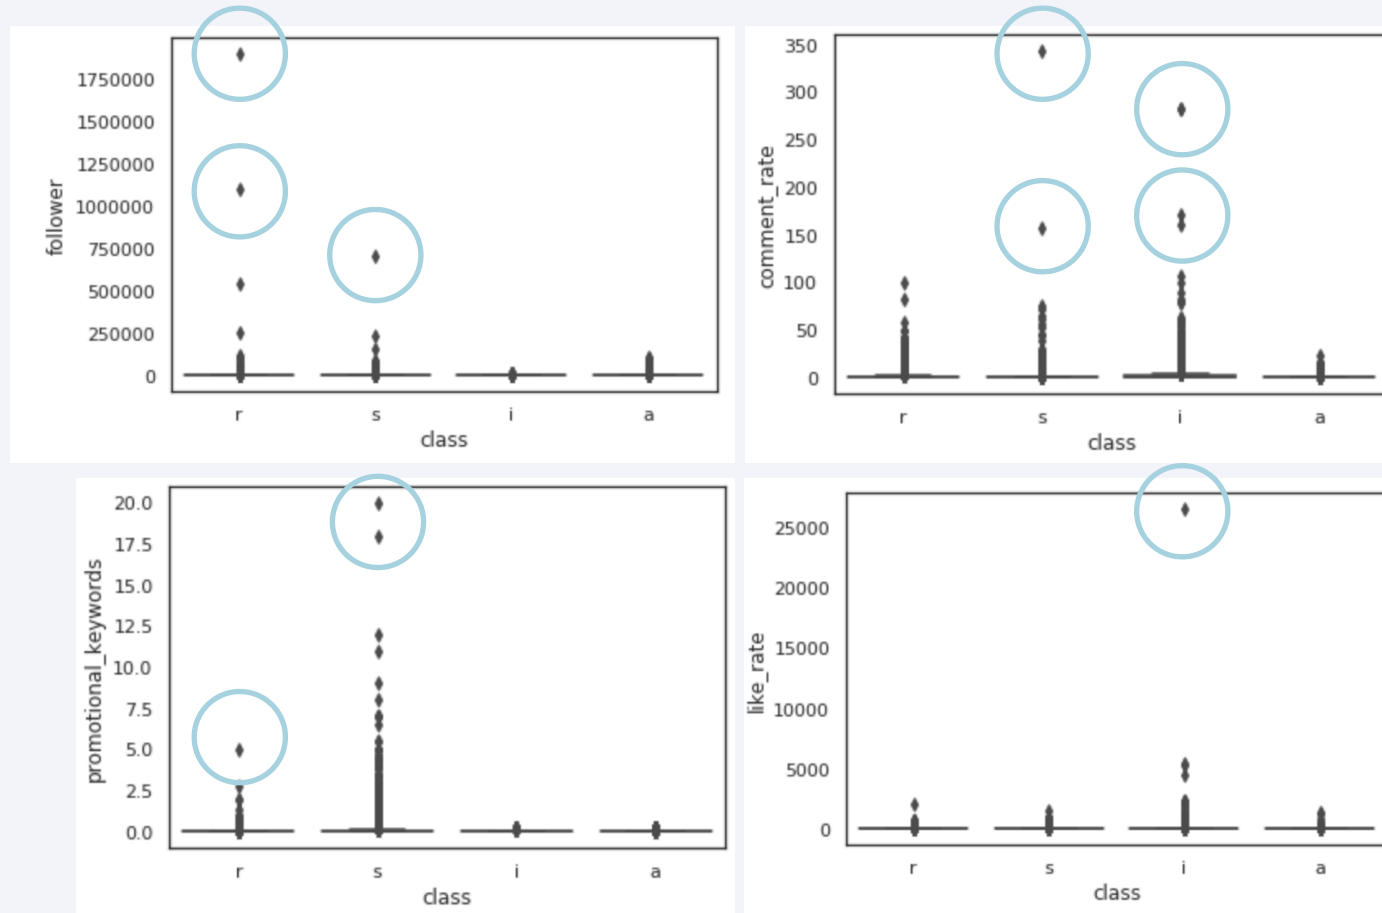 1750000
1500000
1250000
1000000
750000
500000
250000
0
follower
r s i a
class
350
300
250
200
150
100
50
0
comment_rate
r s i a
class
20.0
17.5
15.0
12.5
10.0
7.5
5.0
2.5
0.0
promotional_keywords
r s i a
class
25000
20000
15000
10000
5000
0
like_rate
r s i a
class